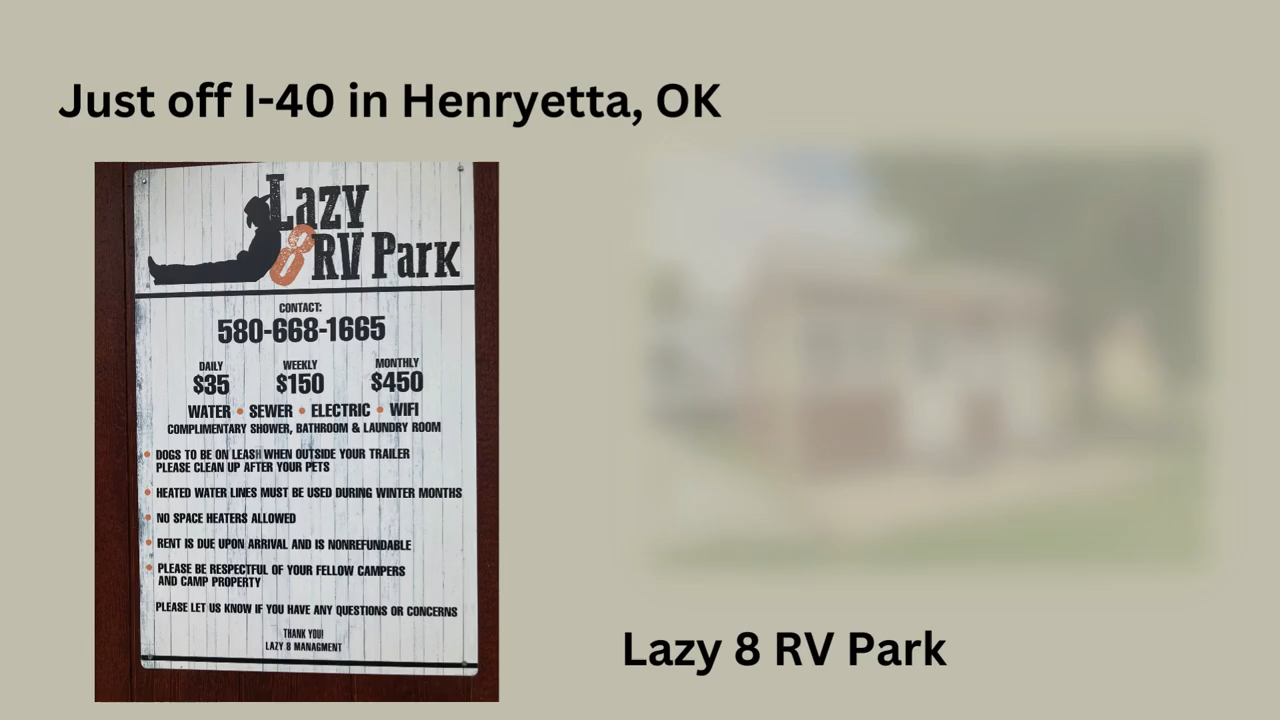 Just off I-40 in Henryetta, OK
Lazy
8 RV Park
CONTACT:
580-668-1665
DAILY WEEKLY MONTHLY
$35 $150 $450
WATER • SEWER • ELECTRIC • WIFI
COMPLIMENTARY SHOWER, BATHROOM & LAUNDRY ROOM
• DOGS TO BE ON LEASH WHEN OUTSIDE YOUR TRAILER
PLEASE CLEAN UP AFTER YOUR PETS
• HEATED WATER LINES MUST BE USED DURING WINTER MONTHS
• NO SPACE HEATERS ALLOWED
• RENT IS DUE UPON ARRIVAL AND IS NONREFUNDABLE
• PLEASE BE RESPECTFUL OF YOUR FELLOW CAMPERS
AND CAMP PROPERTY
PLEASE LET US KNOW IF YOU HAVE ANY QUESTIONS OR CONCERNS
THANK YOU!
LAZY 8 MANAGMENT
Lazy 8 RV Park